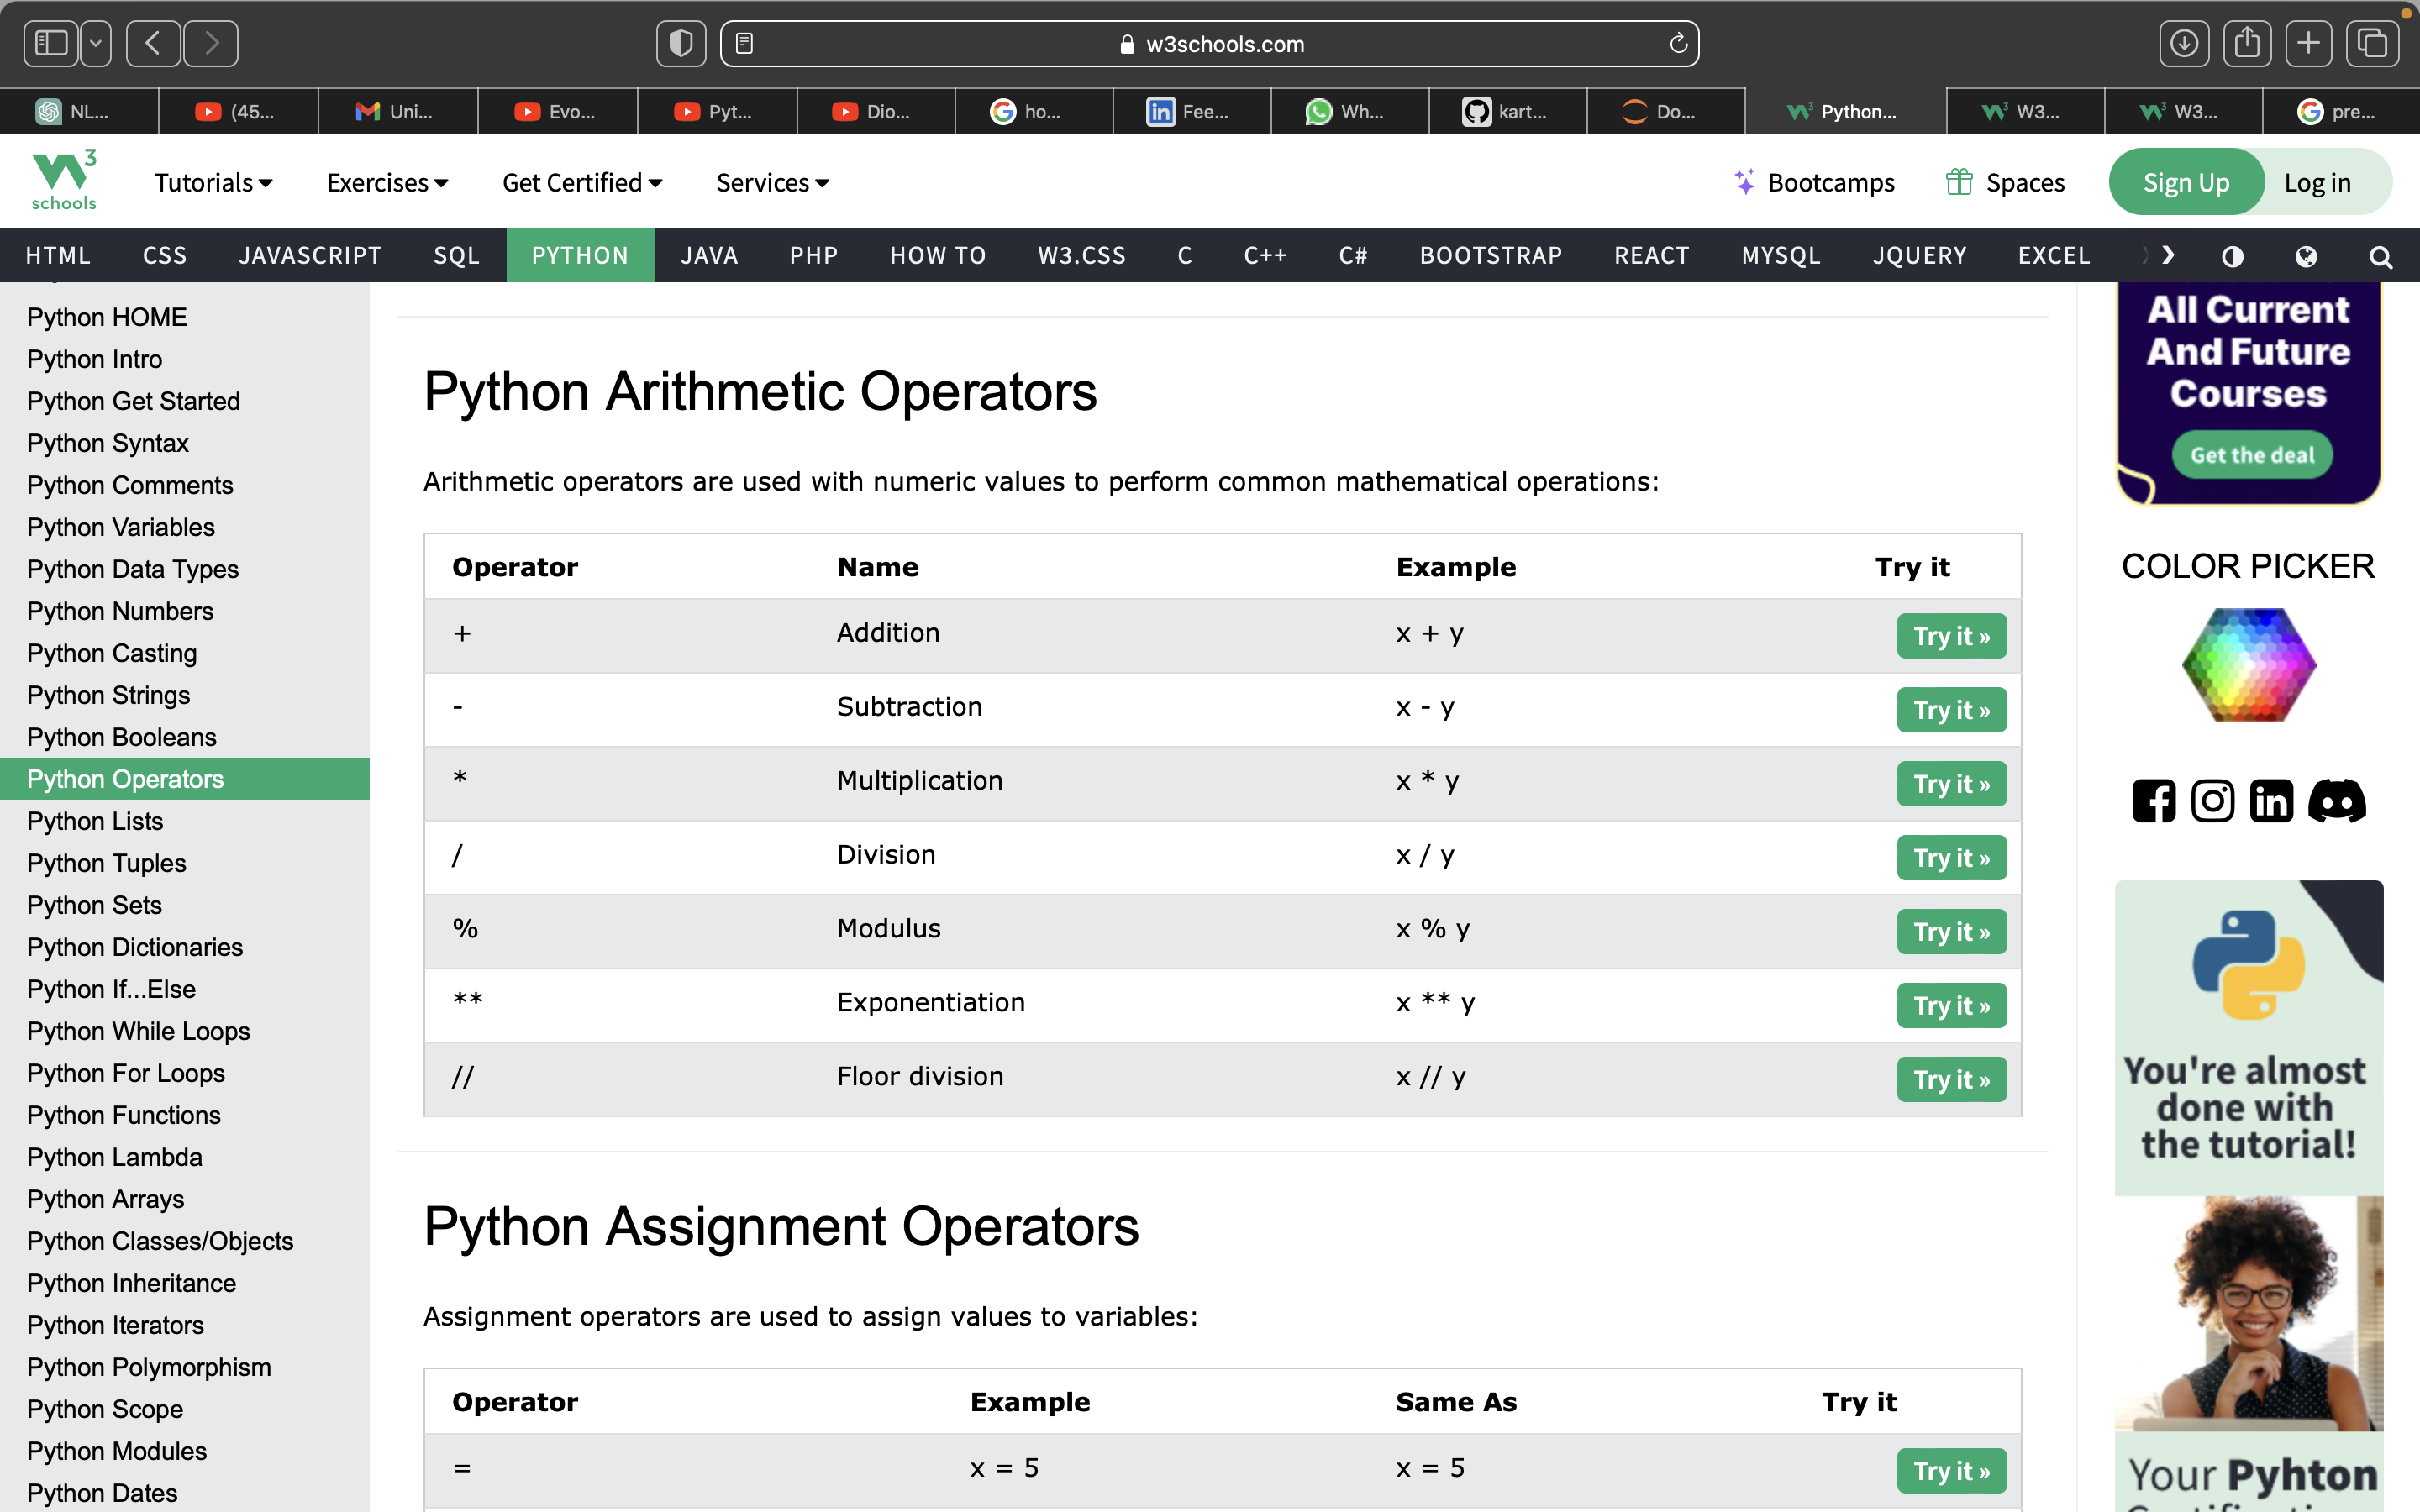 w3schools.com
NL...
(45...
Uni...
Evo...
Pyt...
Dio...
ho...
Fee...
Wh...
kart...
Do...
Python...
W3...
W3...
pre...
W3 schools
Tutorials
Exercises
Get Certified
Services
Bootcamps
Spaces
Sign Up
Log in
HTML CSS JAVASCRIPT SQL PYTHON JAVA PHP HOW TO W3.CSS C C++ C# BOOTSTRAP REACT MYSQL JQUERY EXCEL
Python HOME
Python Intro
Python Get Started
Python Syntax
Python Comments
Python Variables
Python Data Types
Python Numbers
Python Casting
Python Strings
Python Booleans
Python Operators
Python Lists
Python Tuples
Python Sets
Python Dictionaries
Python If...Else
Python While Loops
Python For Loops
Python Functions
Python Lambda
Python Arrays
Python Classes/Objects
Python Inheritance
Python Iterators
Python Polymorphism
Python Scope
Python Modules
Python Dates
Python Arithmetic Operators
Arithmetic operators are used with numeric values to perform common mathematical operations:
Operator Name Example Try it
+ Addition x + y Try it »
- Subtraction x - y Try it »
* Multiplication x * y Try it »
/ Division x / y Try it »
% Modulus x % y Try it »
** Exponentiation x ** y Try it »
// Floor division x // y Try it »
Python Assignment Operators
Assignment operators are used to assign values to variables:
Operator Example Same As Try it
= x = 5 x = 5 Try it »
All Current
And Future
Courses
Get the deal
COLOR PICKER
You're almost
done with
the tutorial!
Your Pyhton